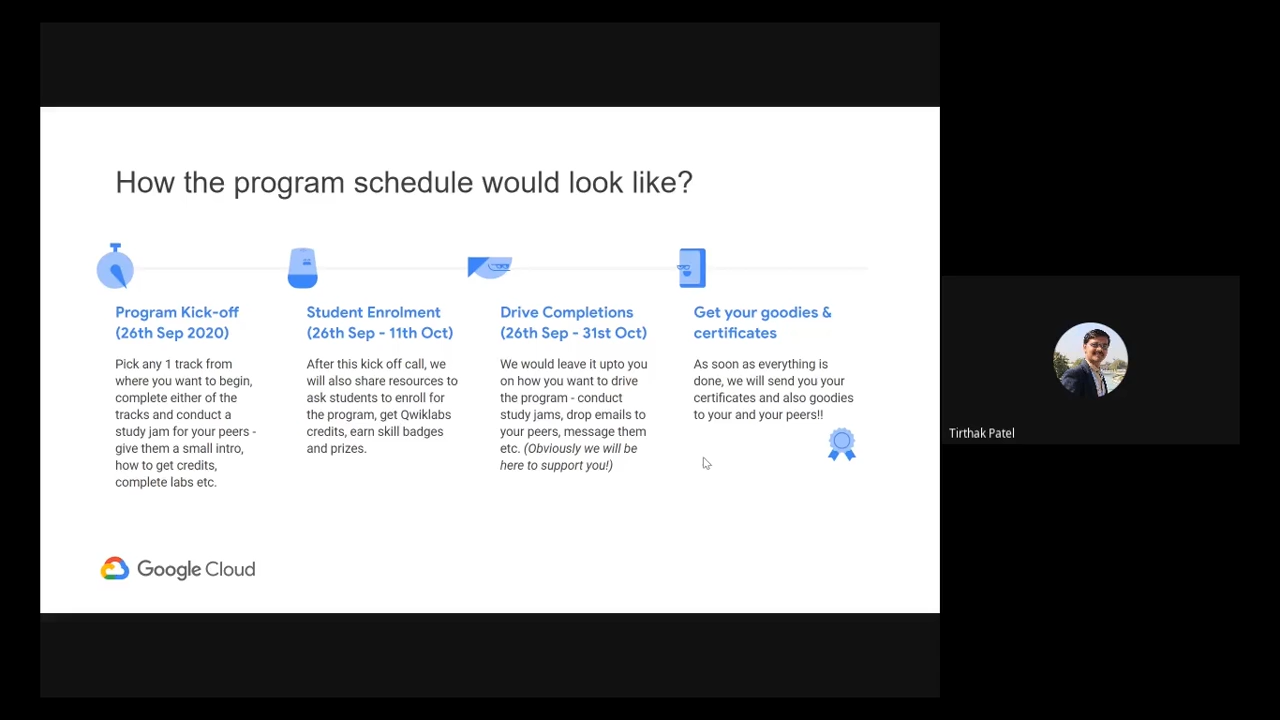 How the program schedule would look like?
Program Kick-off
(26th Sep 2020)
Pick any 1 track from
where you want to begin,
complete either of the
tracks and conduct a
study jam for your peers -
give them a small intro,
how to get credits,
complete labs etc.
Student Enrolment
(26th Sep - 11th Oct)
After this kick off call, we
will also share resources to
ask students to enroll for
the program, get Qwiklabs
credits, earn skill badges
and prizes.
Drive Completions
(26th Sep - 31st Oct)
We would leave it upto you
on how you want to drive
the program - conduct
study jams, drop emails to
your peers, message them
etc. (Obviously we will be
here to support you!)
Get your goodies &
certificates
As soon as everything is
done, we will send you your
certificates and also goodies
to your and your peers!!
Google Cloud
Tirthak Patel